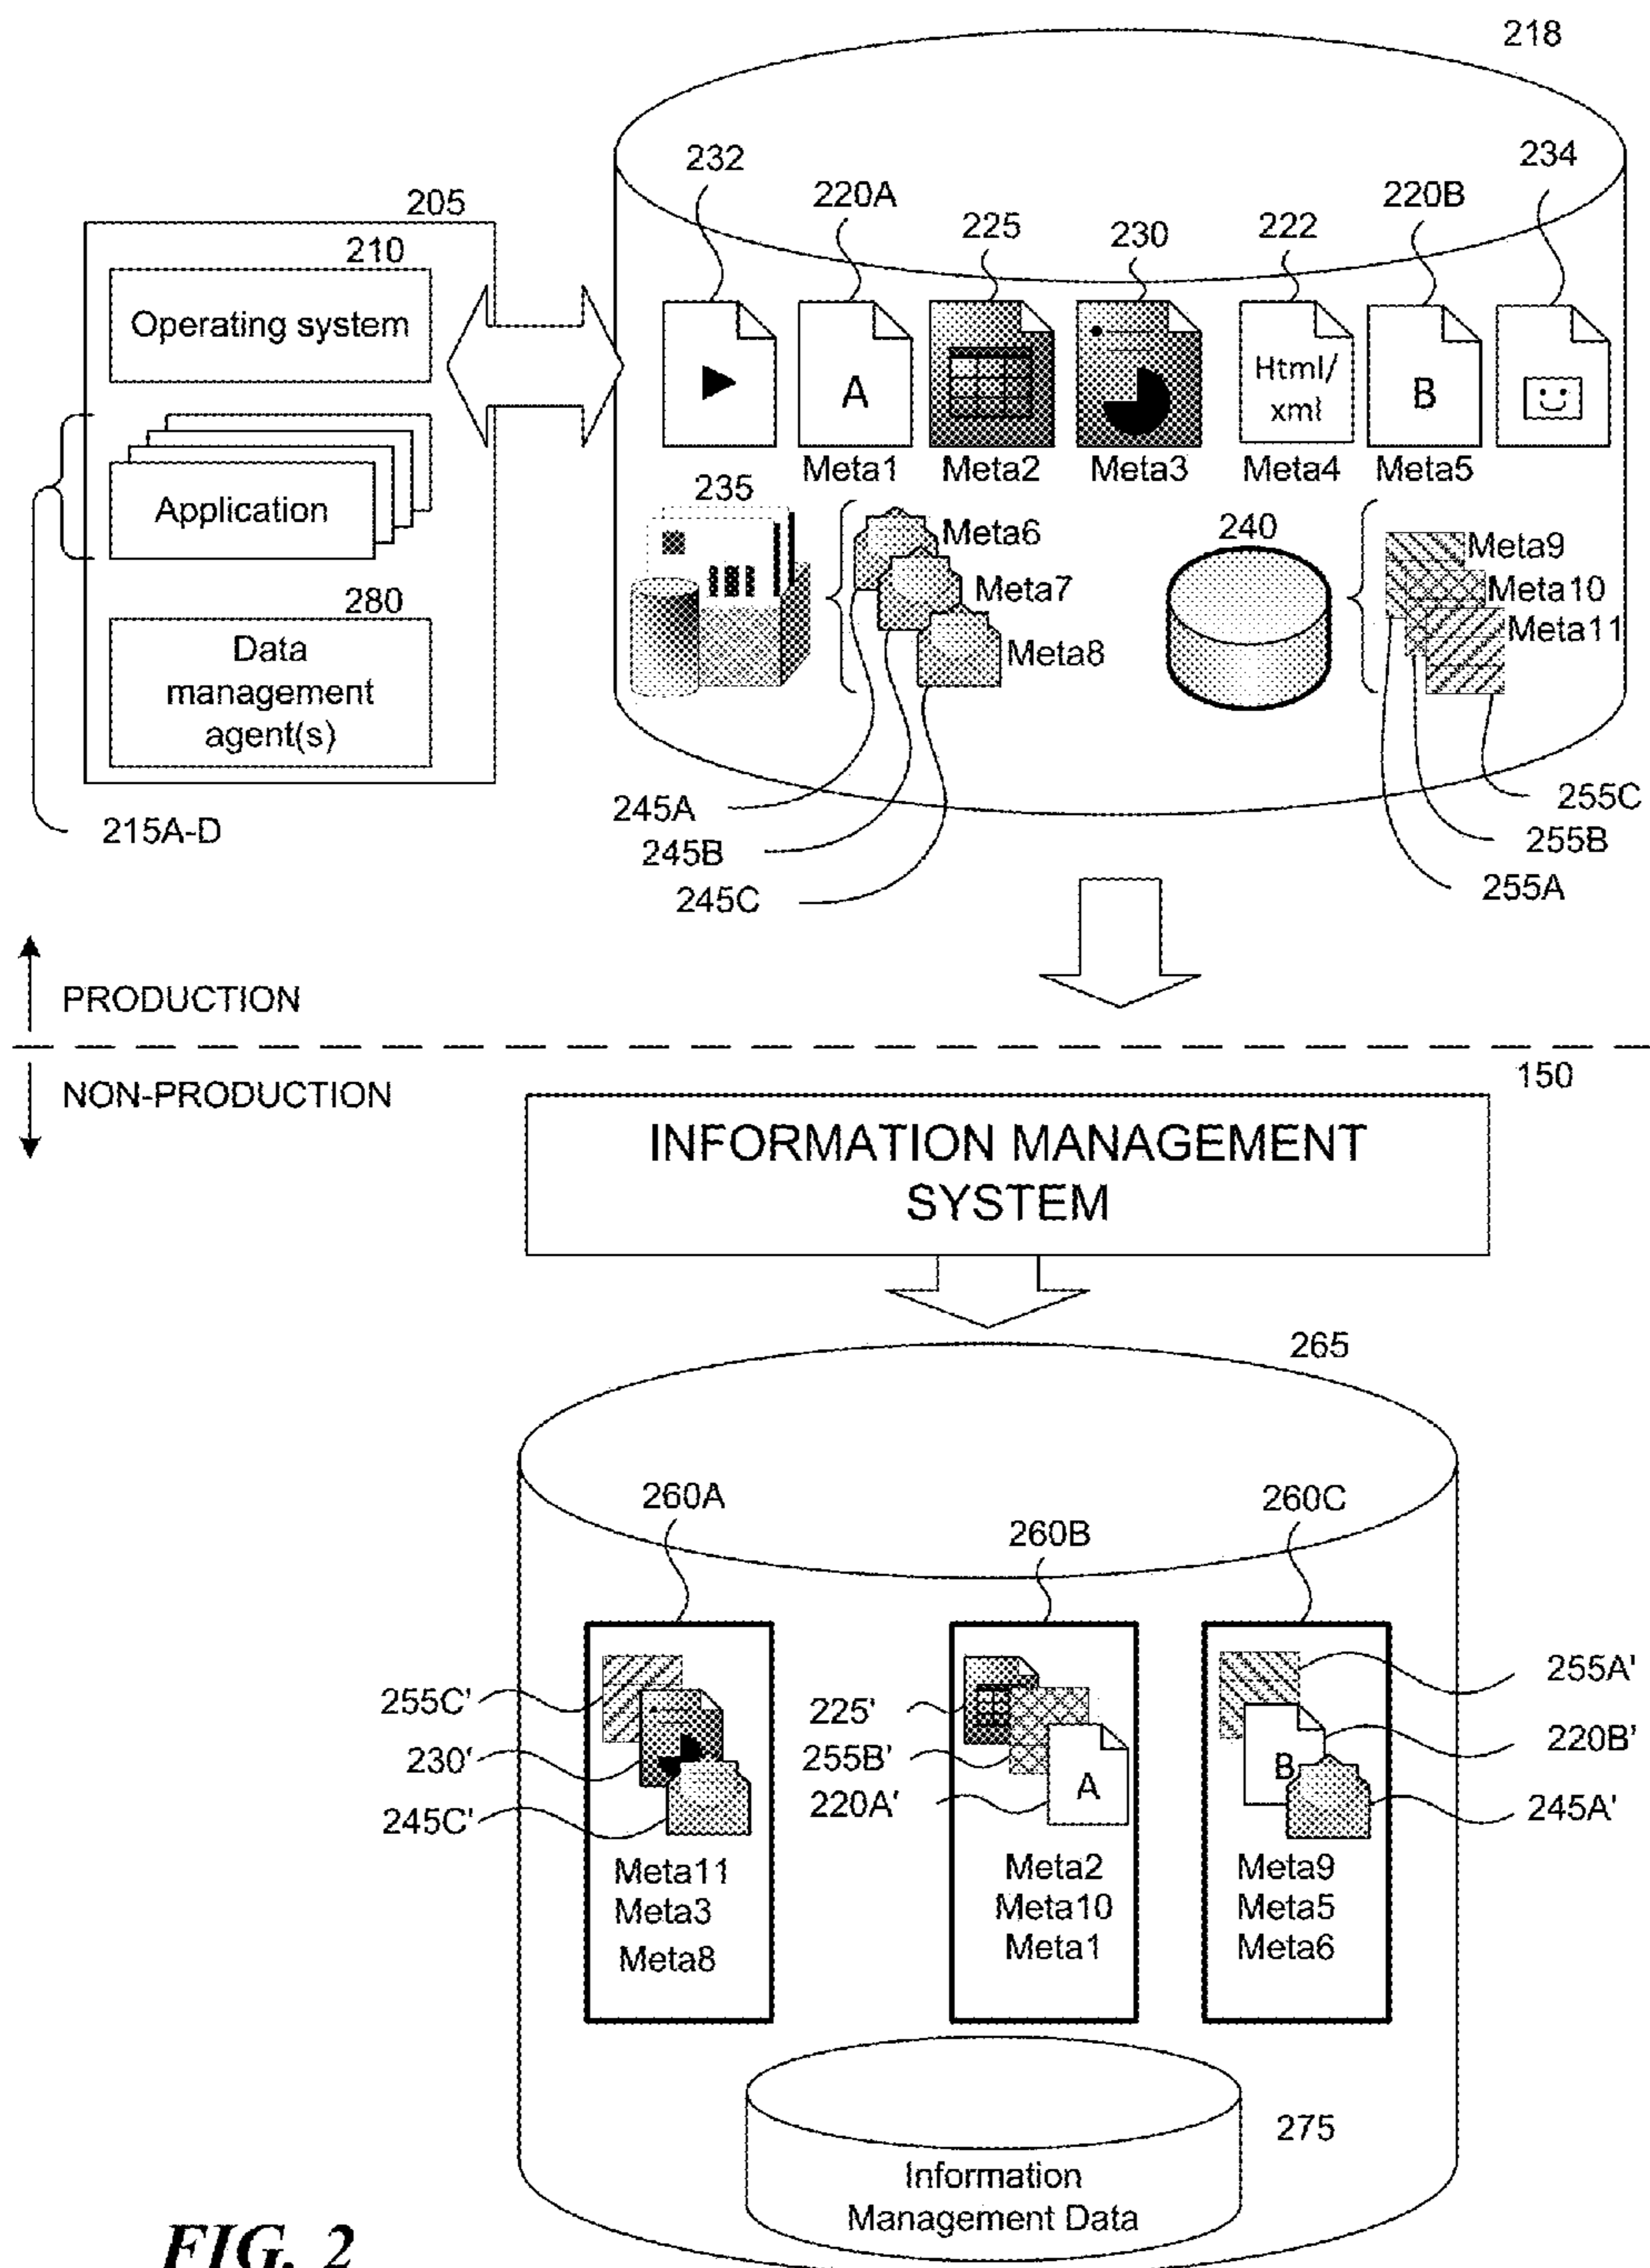 218
232
220A
225
230
222
220B
234
205
210
Operating system
Application
280
Data
management
agent(s)
215A-D
A
Html/
xml
B
Meta1
Meta2
Meta3
Meta4
Meta5
235
Meta6
Meta7
Meta8
240
Meta9
Meta10
Meta11
245A
245B
245C
255C
255B
255A
PRODUCTION
NON-PRODUCTION
150
INFORMATION MANAGEMENT
SYSTEM
265
260A
260B
260C
255C'
230'
245C'
225'
255B'
220A'
A
B
255A'
220B'
245A'
Meta11
Meta3
Meta8
Meta2
Meta10
Meta1
Meta9
Meta5
Meta6
275
Information
Management Data
FIG. 2